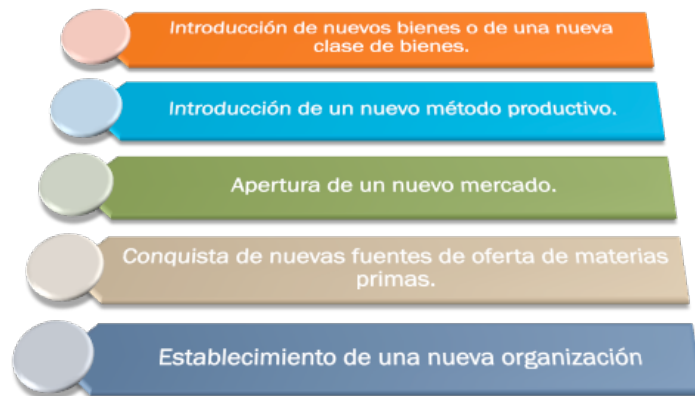 Introducción de nuevos bienes o de una nueva
clase de bienes.
Introducción de un nuevo método productivo.
Apertura de un nuevo mercado.
Conquista de nuevas fuentes de oferta de materias
primas.
Establecimiento de una nueva organización